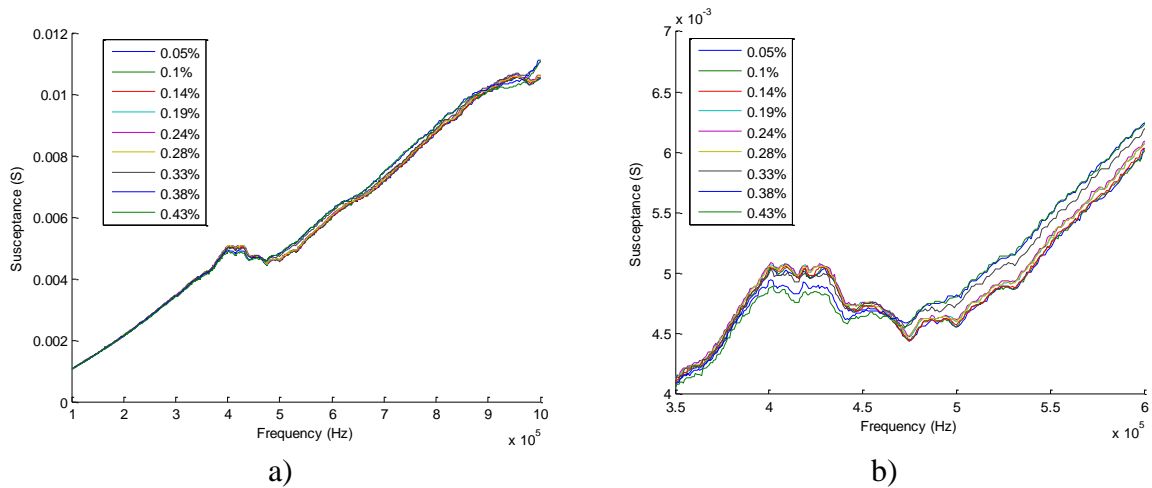 0.012
0.01
0.008
0.006
0.004
0.002
0
Susceptance (S)
0.05%
0.1%
0.14%
0.19%
0.24%
0.28%
0.33%
0.38%
0.43%
1 2 3 4 5 6 7 8 9 10
x 10^5
Frequency (Hz)
a)
x 10^-3
7
6.5
6
5.5
5
4.5
4
Susceptance (S)
0.05%
0.1%
0.14%
0.19%
0.24%
0.28%
0.33%
0.38%
0.43%
3.5 4 4.5 5 5.5 6
x 10^5
Frequency (Hz)
b)